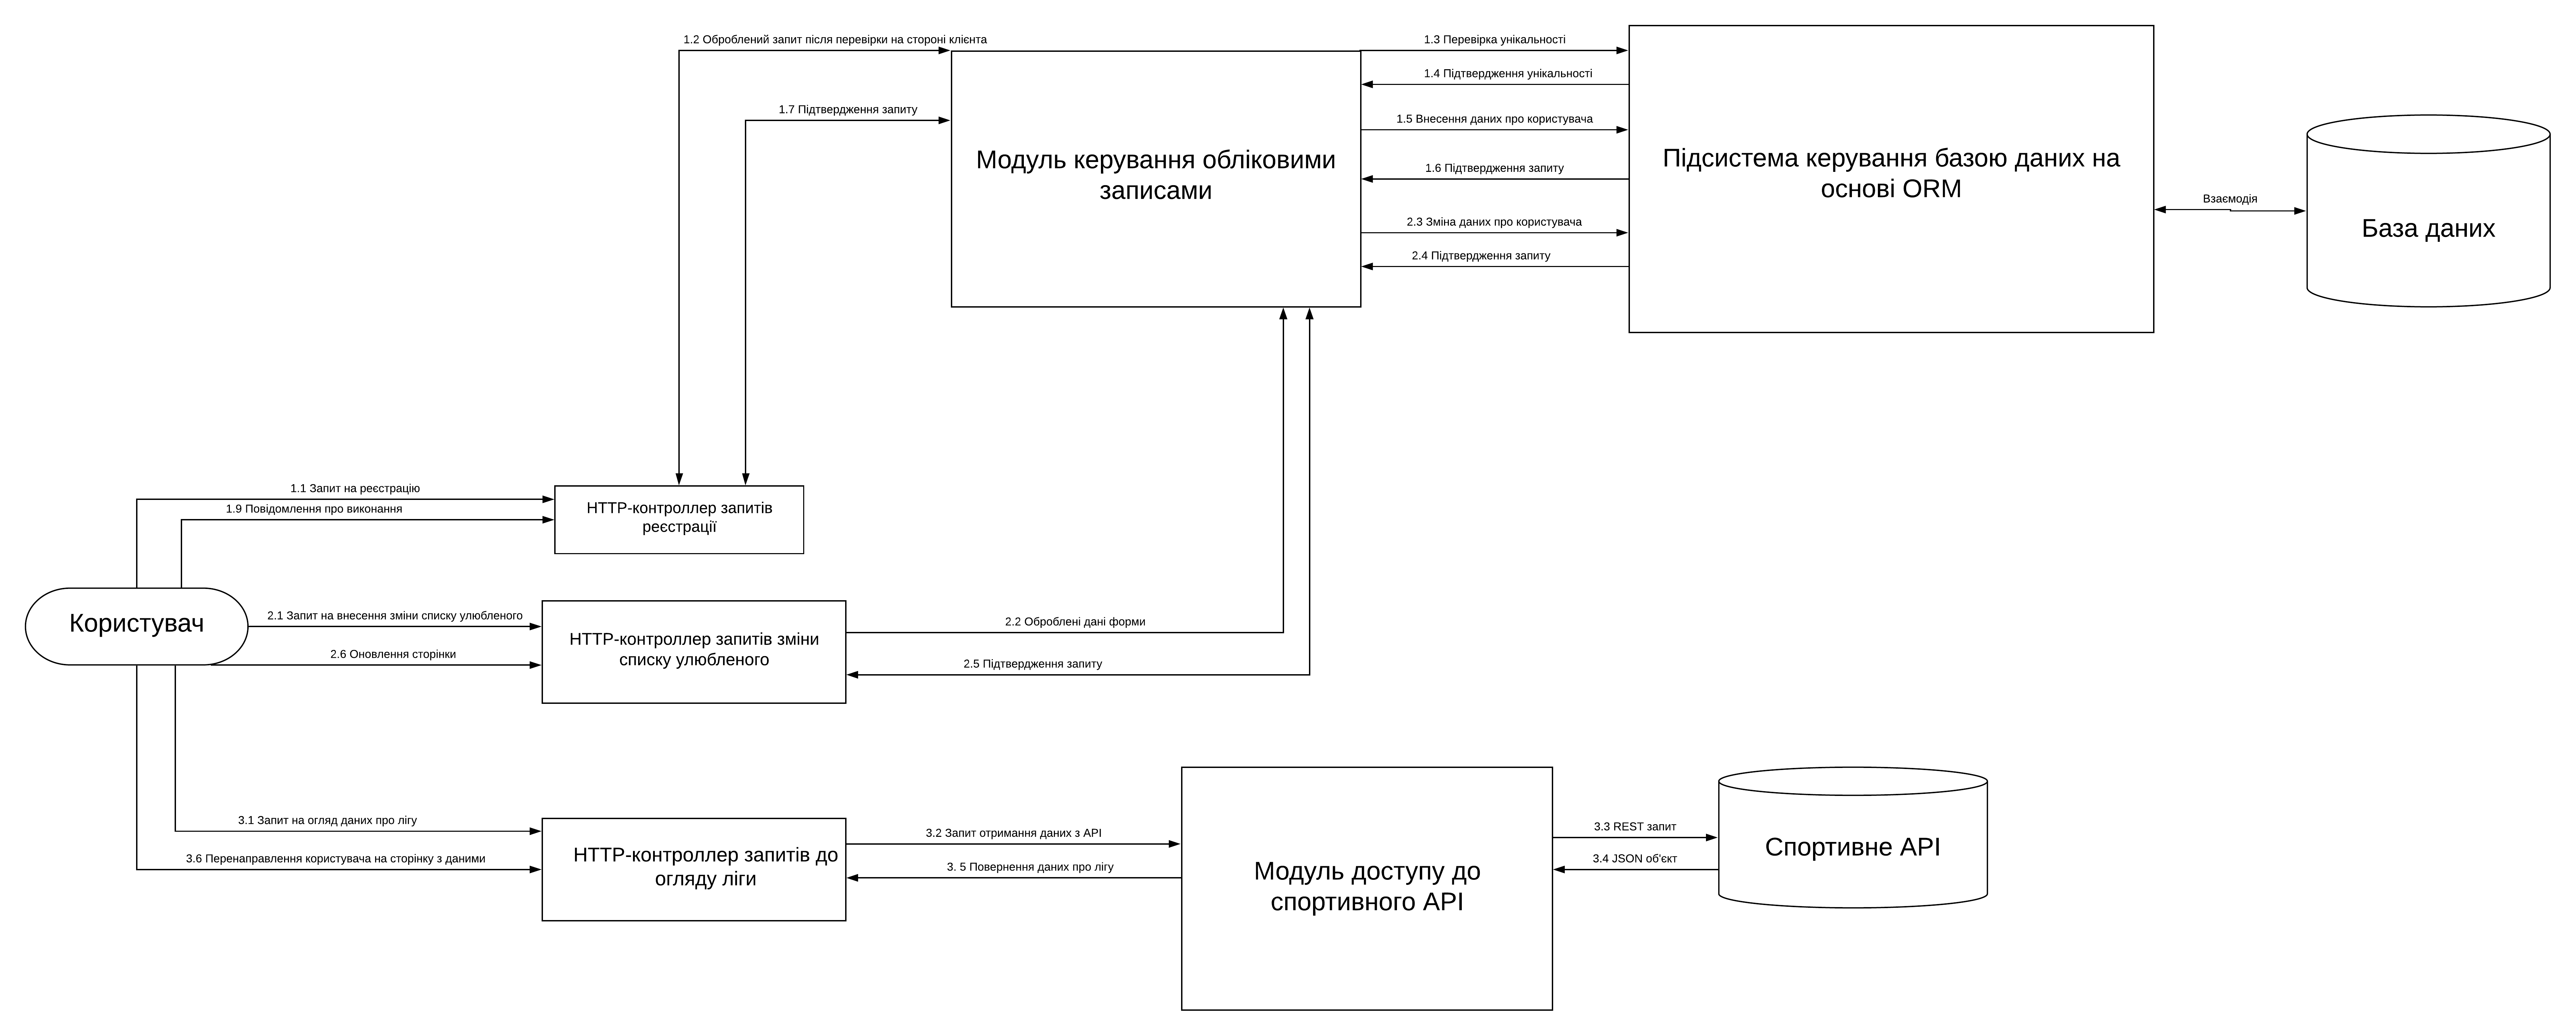 1.2 Оброблений запит після перевірки на стороні клієнта
1.7 Підтвердження запиту
Модуль керування обліковими
записами
1.3 Перевірка унікальності
1.4 Підтвердження унікальності
1.5 Внесення даних про користувача
1.6 Підтвердження запиту
2.3 Зміна даних про користувача
2.4 Підтвердження запиту
Підсистема керування базою даних на
основі ORM
Взаємодія
База даних
1.1 Запит на реєстрацію
1.9 Повідомлення про виконання
HTTP-контроллер запитів
реєстрації
Користувач
2.1 Запит на внесення зміни списку улюбленого
2.6 Оновлення сторінки
HTTP-контроллер запитів зміни
списку улюбленого
2.2 Оброблені дані форми
2.5 Підтвердження запиту
3.1 Запит на огляд даних про лігу
3.6 Перенаправлення користувача на сторінку з даними
HTTP-контроллер запитів до
огляду ліги
3.2 Запит отримання даних з API
3. 5 Повернення даних про лігу
Модуль доступу до
спортивного API
3.3 REST запит
3.4 JSON об'єкт
Спортивне API